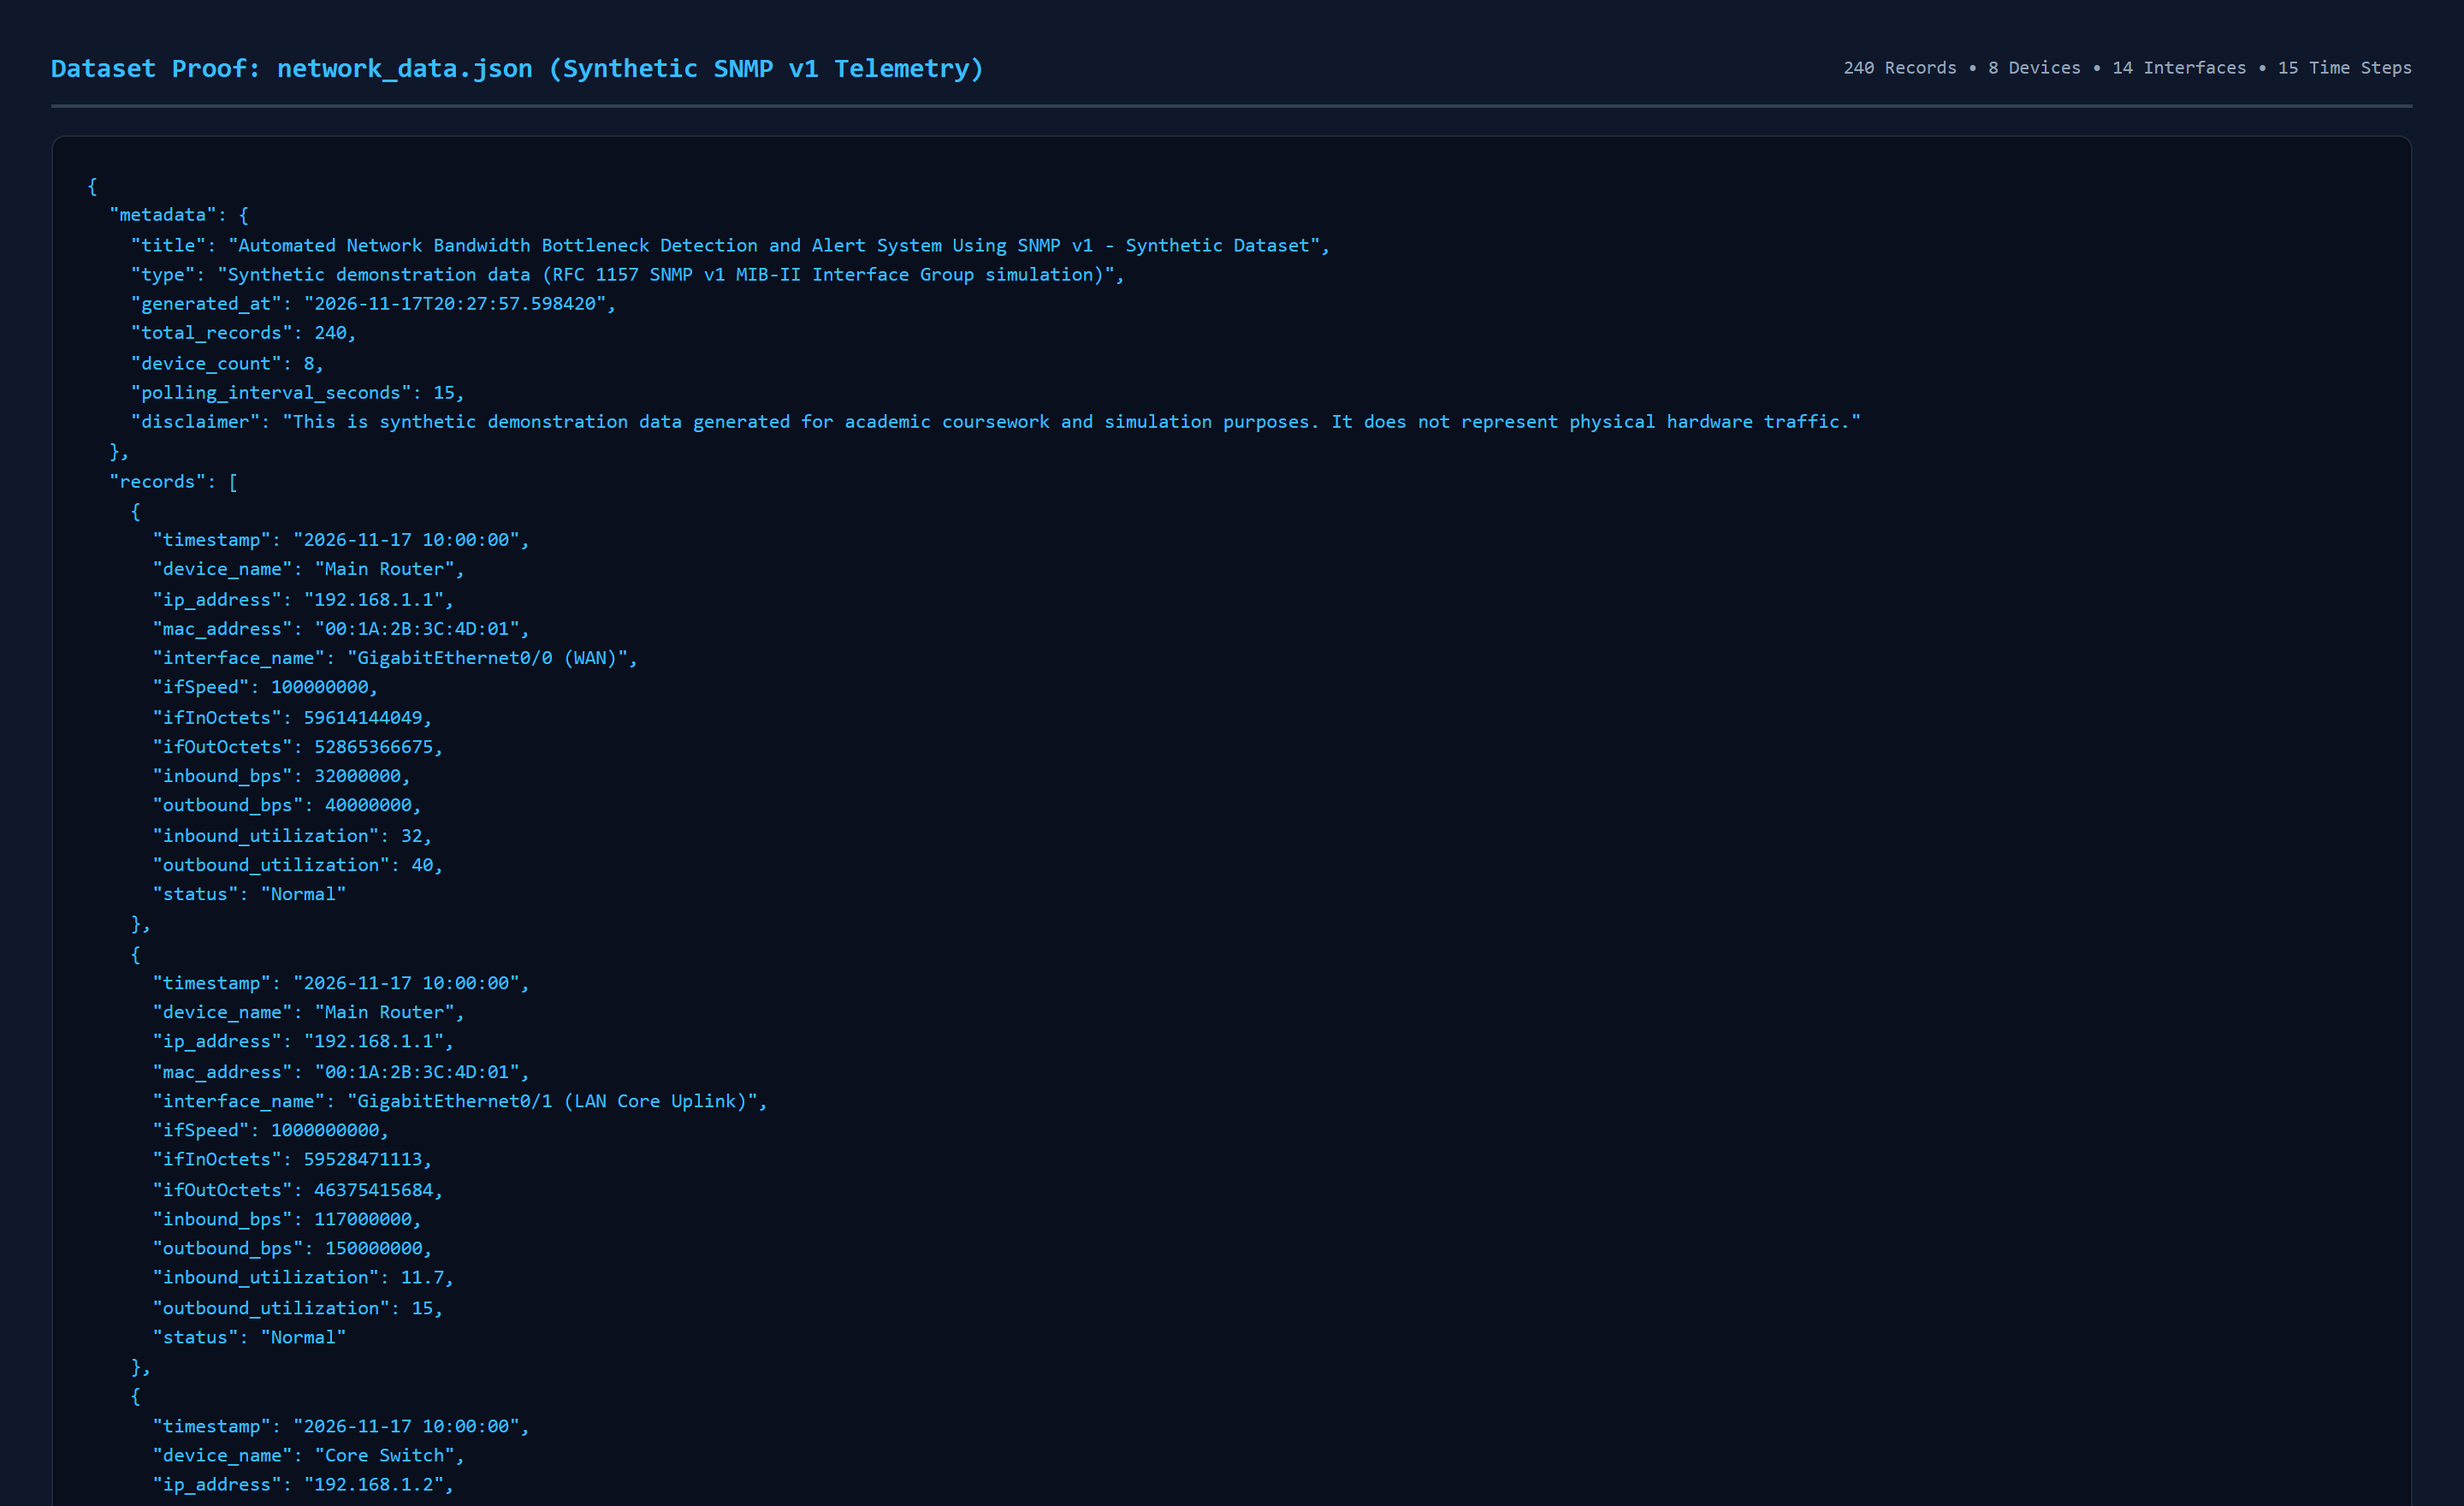 Dataset Proof: network_data.json (Synthetic SNMP v1 Telemetry)
240 Records • 8 Devices • 14 Interfaces • 15 Time Steps
{
"metadata": {
"title": "Automated Network Bandwidth Bottleneck Detection and Alert System Using SNMP v1 - Synthetic Dataset",
"type": "Synthetic demonstration data (RFC 1157 SNMP v1 MIB-II Interface Group simulation)",
"generated_at": "2026-11-17T20:27:57.598420",
"total_records": 240,
"device_count": 8,
"polling_interval_seconds": 15,
"disclaimer": "This is synthetic demonstration data generated for academic coursework and simulation purposes. It does not represent physical hardware traffic."
},
"records": [
{
"timestamp": "2026-11-17 10:00:00",
"device_name": "Main Router",
"ip_address": "192.168.1.1",
"mac_address": "00:1A:2B:3C:4D:01",
"interface_name": "GigabitEthernet0/0 (WAN)",
"ifSpeed": 100000000,
"ifInOctets": 59614144049,
"ifOutOctets": 52865366675,
"inbound_bps": 32000000,
"outbound_bps": 40000000,
"inbound_utilization": 32,
"outbound_utilization": 40,
"status": "Normal"
},
{
"timestamp": "2026-11-17 10:00:00",
"device_name": "Main Router",
"ip_address": "192.168.1.1",
"mac_address": "00:1A:2B:3C:4D:01",
"interface_name": "GigabitEthernet0/1 (LAN Core Uplink)",
"ifSpeed": 1000000000,
"ifInOctets": 59528471113,
"ifOutOctets": 46375415684,
"inbound_bps": 117000000,
"outbound_bps": 150000000,
"inbound_utilization": 11.7,
"outbound_utilization": 15,
"status": "Normal"
},
{
"timestamp": "2026-11-17 10:00:00",
"device_name": "Core Switch",
"ip_address": "192.168.1.2",